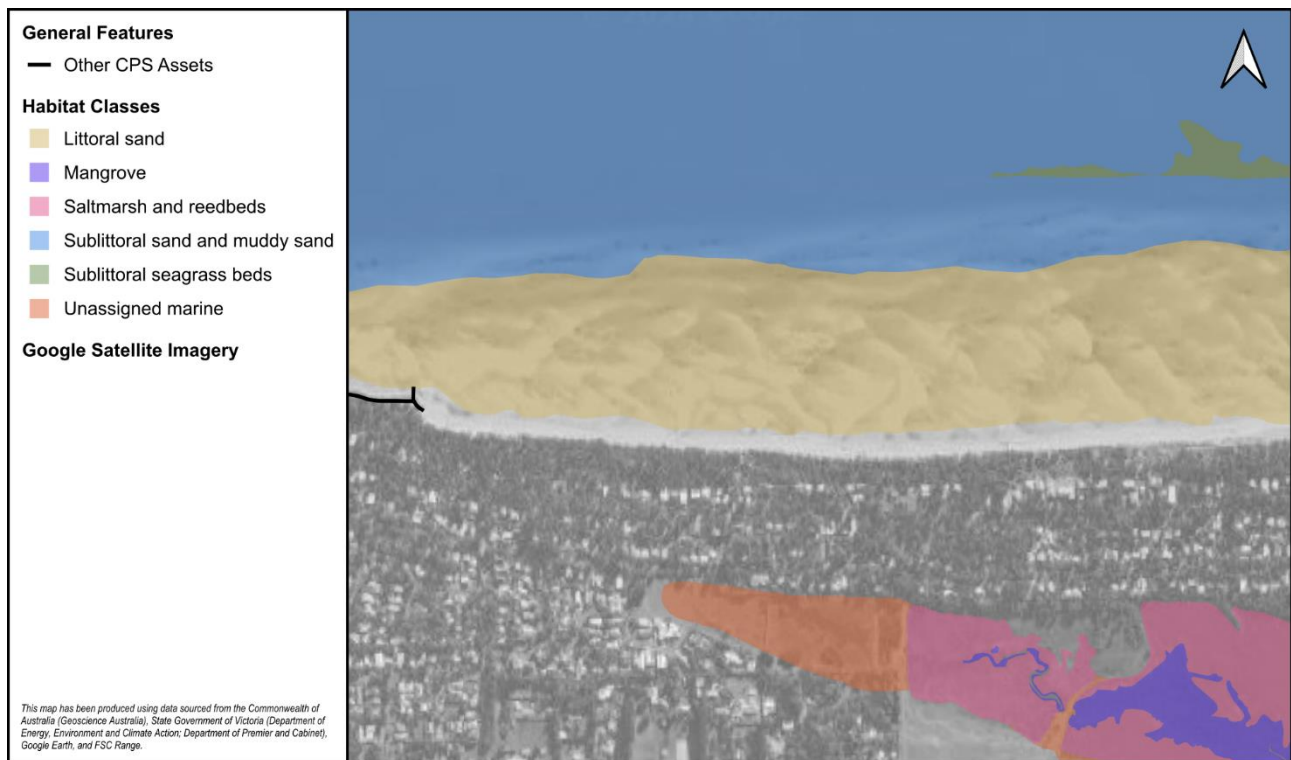 General Features
Other CPS Assets
Habitat Classes
Littoral sand
Mangrove
Saltmarsh and reedbeds
Sublittoral sand and muddy sand
Sublittoral seagrass beds
Unassigned marine
Google Satellite Imagery
This map has been produced using data sourced from the Commonwealth of
Australia (Geoscience Australia), State Government of Victoria (Department of
Energy, Environment and Climate Action; Department of Premier and Cabinet),
Google Earth, and FSC Range.